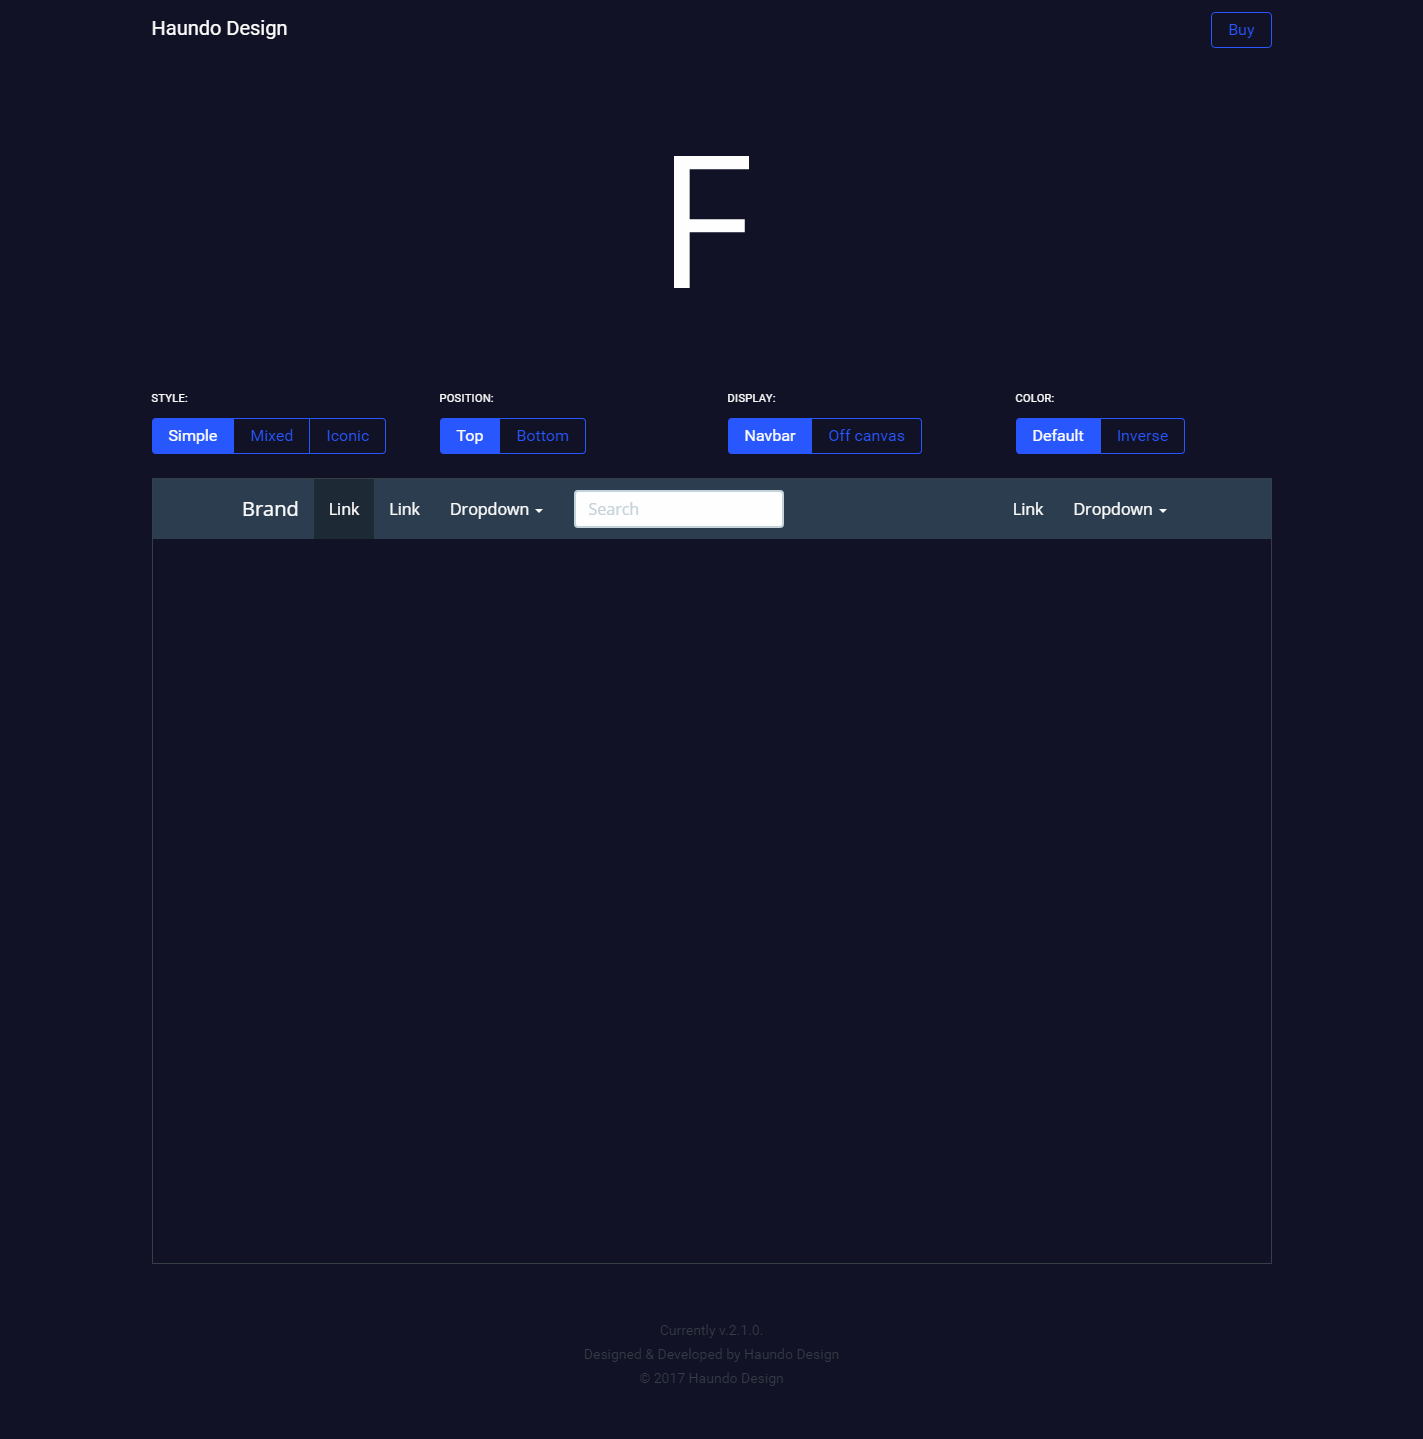 Haundo Design Buy
F
STYLE: POSITION: DISPLAY: COLOR:
Simple Mixed Iconic Top Bottom Navbar Off canvas Default Inverse
Brand Link Link Dropdown Search Link Dropdown
Currently v.2.1.0.
Designed & Developed by Haundo Design
© 2017 Haundo Design